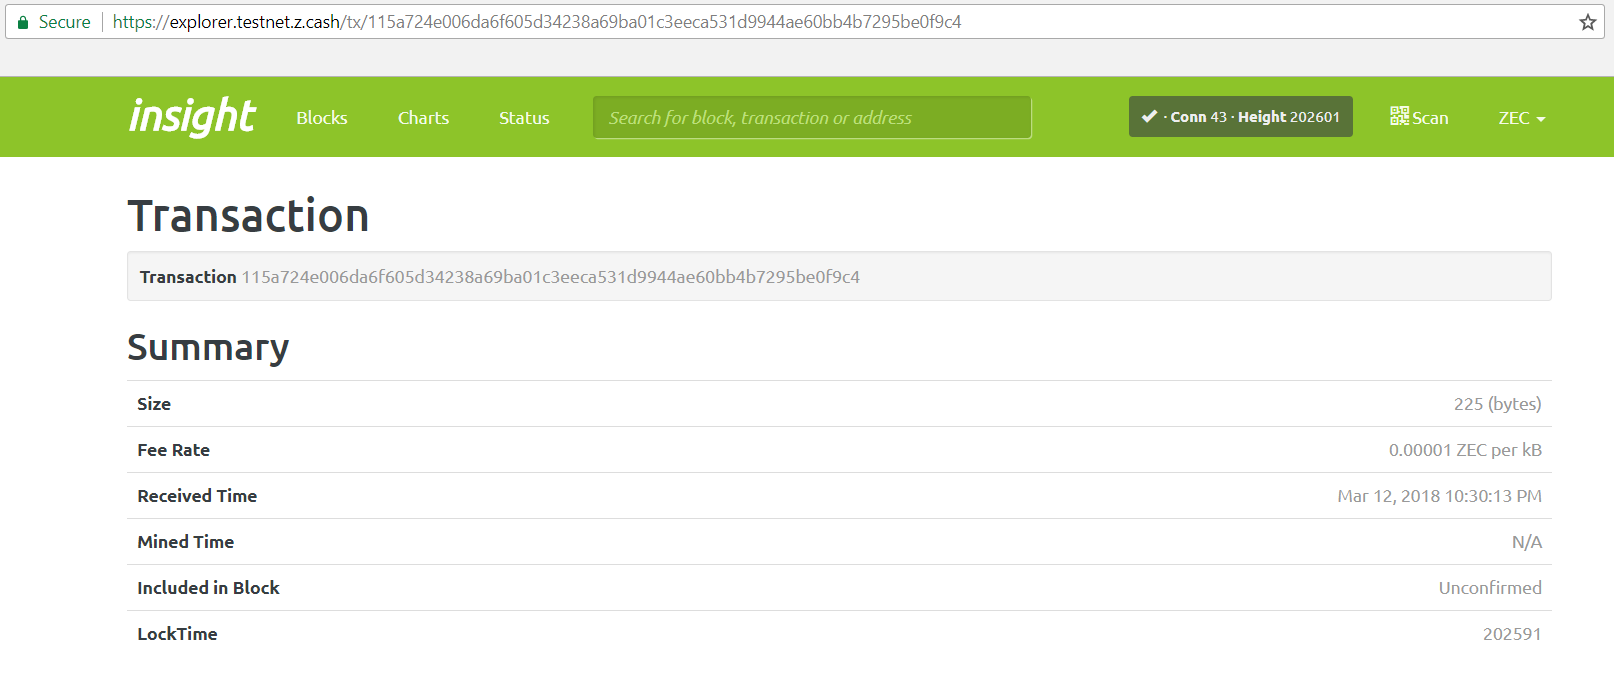 Secure https://explorer.testnet.z.cash/tx/115a724e006da6f605d34238a69ba01c3eeca531d9944ae60bb4b7295be0f9c4
insight Blocks Charts Status Search for block, transaction or address ✔ · Conn 43 · Height 202601 Scan ZEC
Transaction
Transaction 115a724e006da6f605d34238a69ba01c3eeca531d9944ae60bb4b7295be0f9c4
Summary
Size 225 (bytes)
Fee Rate 0.00001 ZEC per kB
Received Time Mar 12, 2018 10:30:13 PM
Mined Time N/A
Included in Block Unconfirmed
LockTime 202591